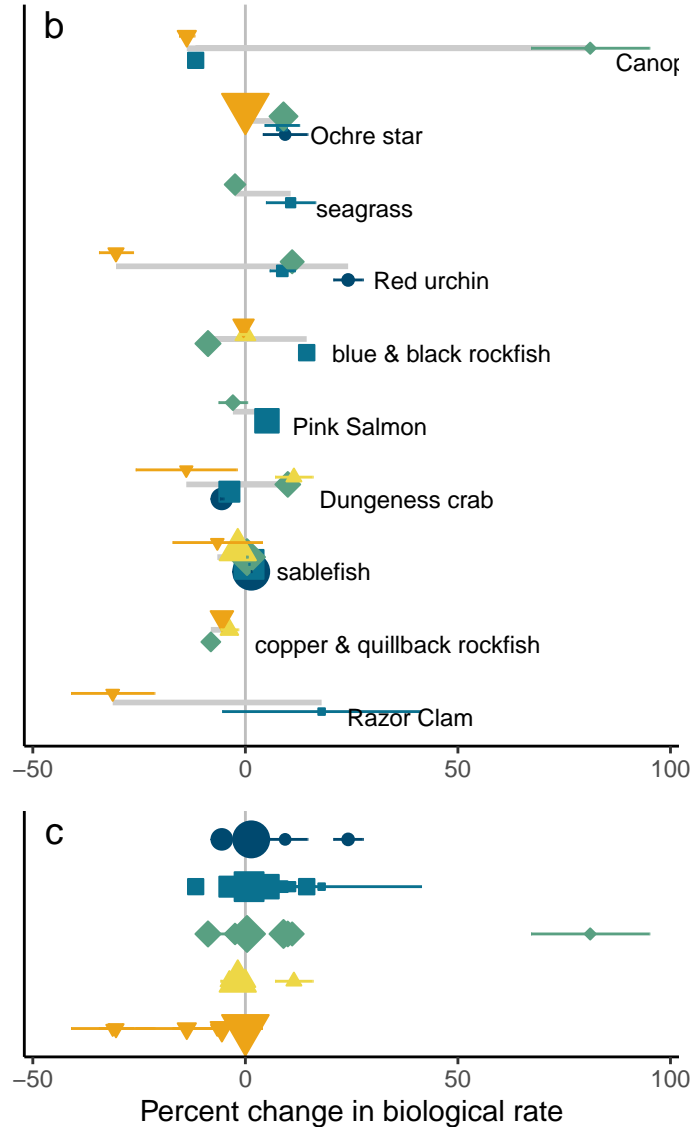 b
Canop
Ochre star
seagrass
Red urchin
blue & black rockfish
Pink Salmon
Dungeness crab
sablefish
copper & quillback rockfish
Razor Clam
−50 0 50 100
c
−50 0 50 100
Percent change in biological rate